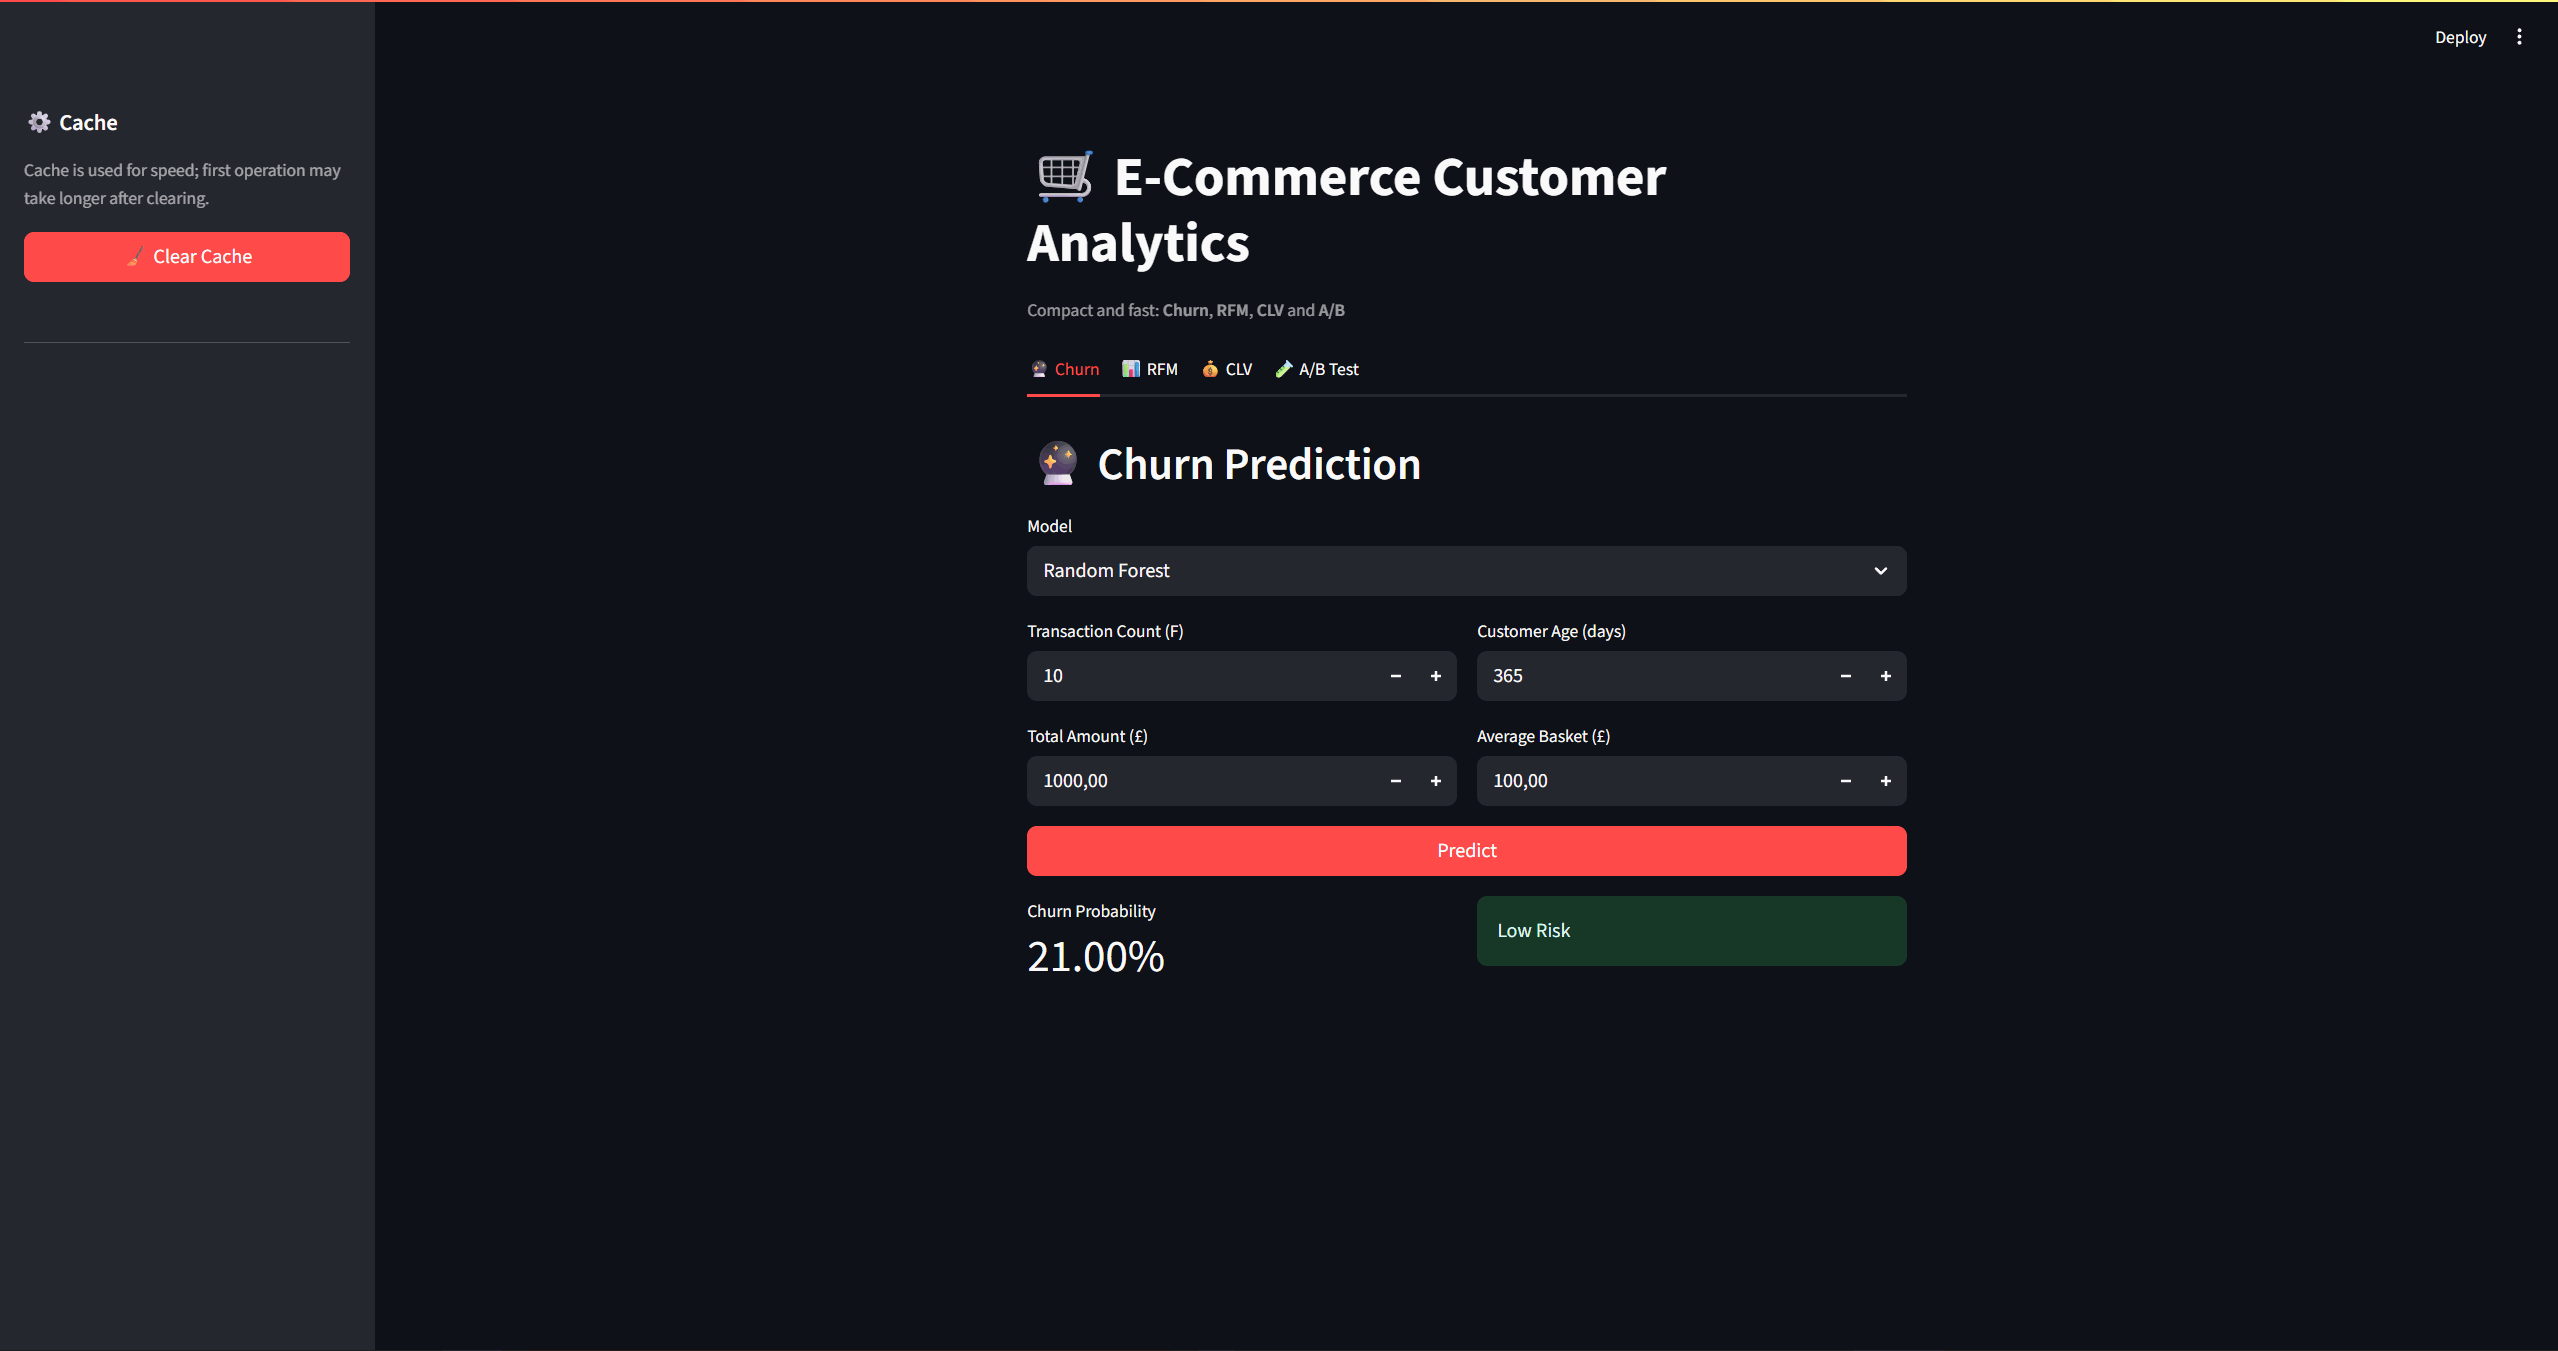 Deploy
Cache
Cache is used for speed; first operation may
take longer after clearing.
Clear Cache
E-Commerce Customer
Analytics
Compact and fast: Churn, RFM, CLV and A/B
Churn RFM CLV A/B Test
Churn Prediction
Model
Random Forest
Transaction Count (F) Customer Age (days)
10 365
Total Amount (£) Average Basket (£)
1000,00 100,00
Predict
Churn Probability
21.00%
Low Risk